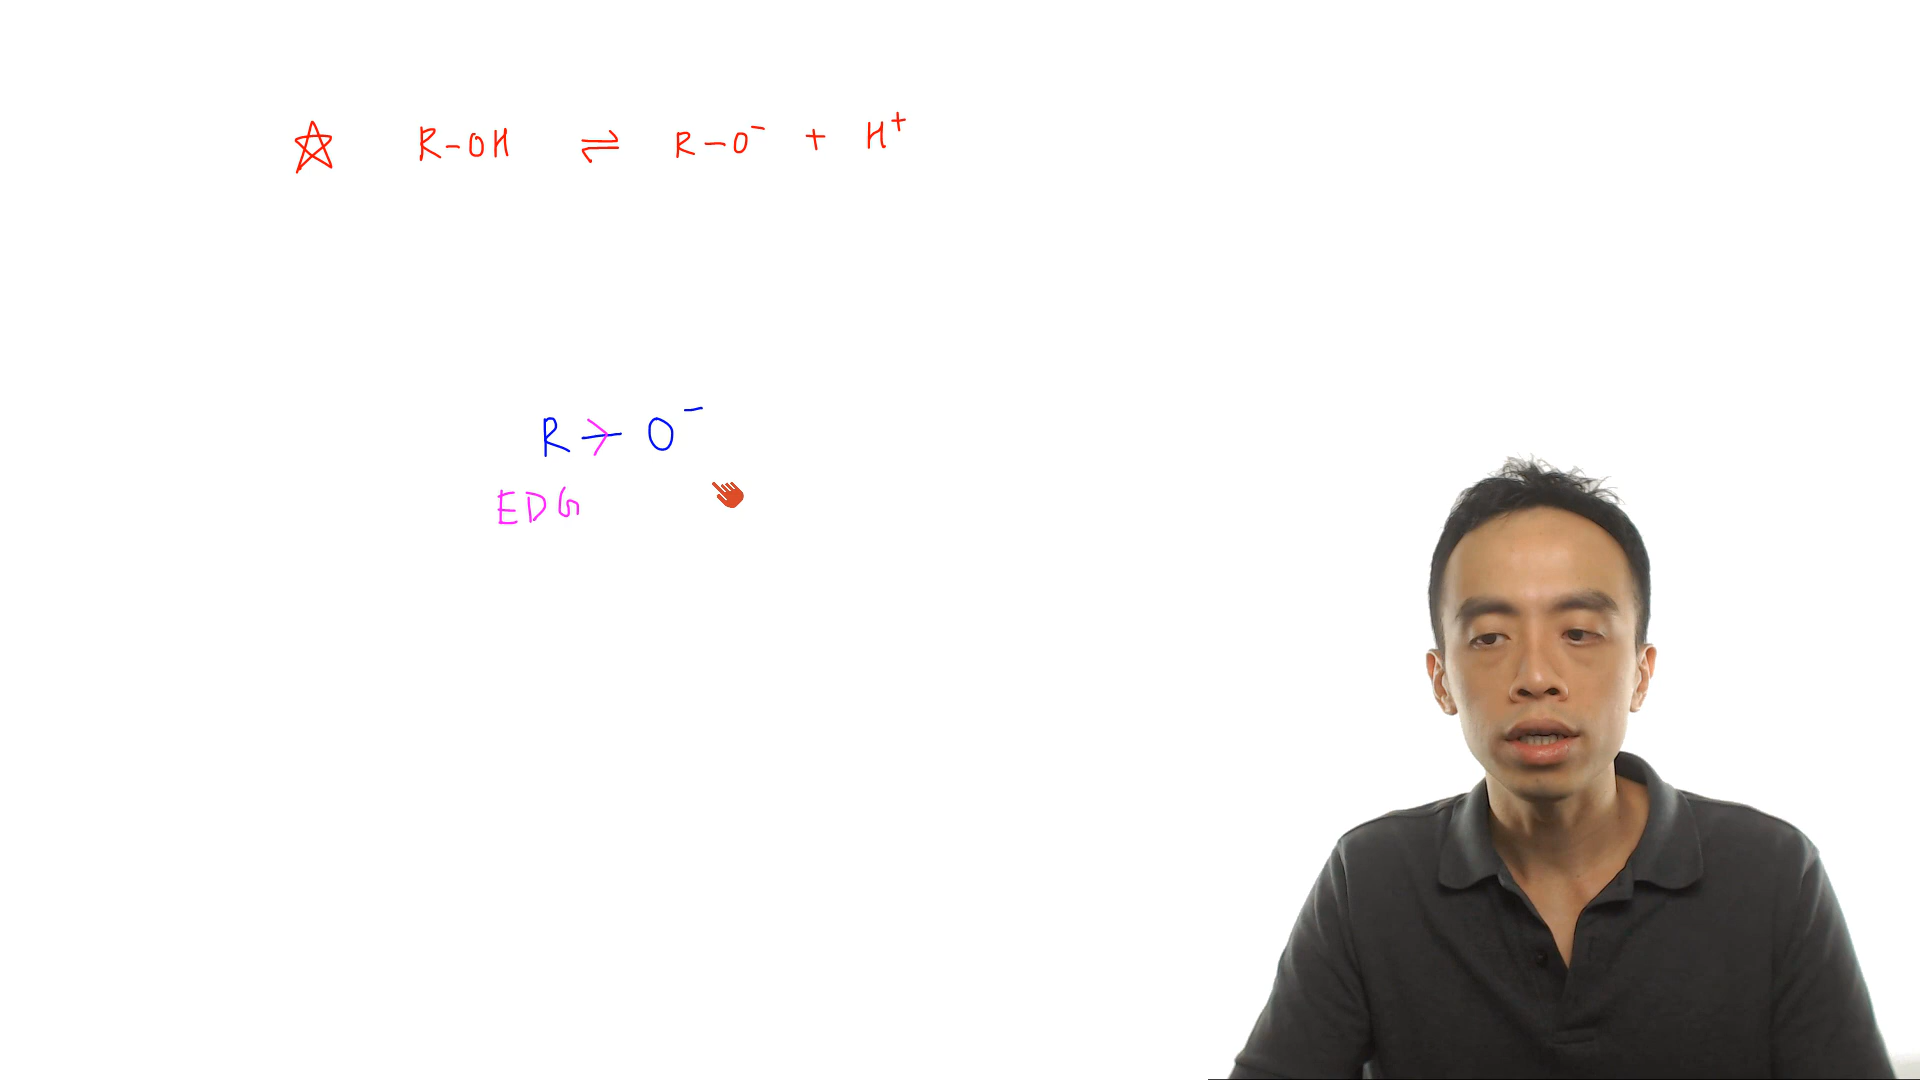 ☆ R-OH ⇌ R-O⁻ + H⁺
R → O⁻
EDG